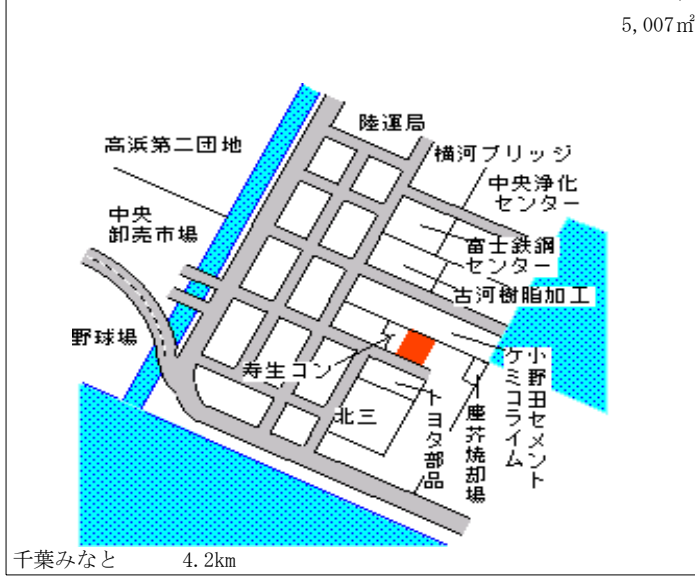 5,007㎡
陸運局
高浜第二団地
横河ブリッジ
中央浄化
センター
中央
卸売市場
富士鉄鋼
センター
古河樹脂加工
野球場
寿生コン
小野田セメント
ケミコライム
北三
トヨタ部品
塵芥焼却場
千葉みなと 4.2km